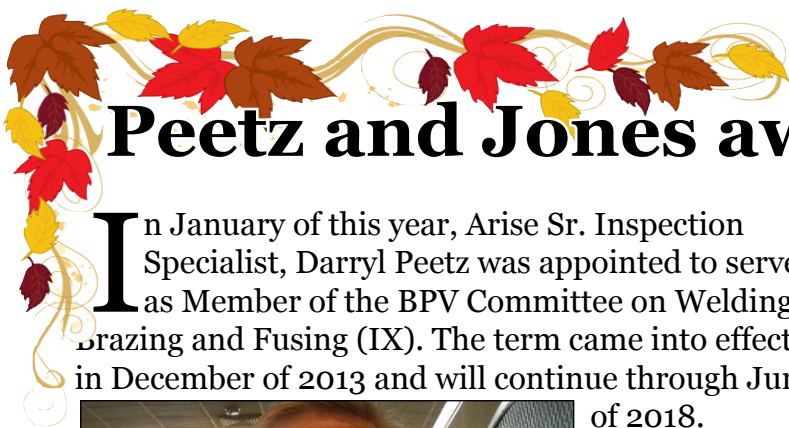 Peetz and Jones aw
In January of this year, Arise Sr. Inspection
Specialist, Darryl Peetz was appointed to serve
as Member of the BPV Committee on Welding
Brazing and Fusing (IX). The term came into effect
in December of 2013 and will continue through Jun
of 2018.